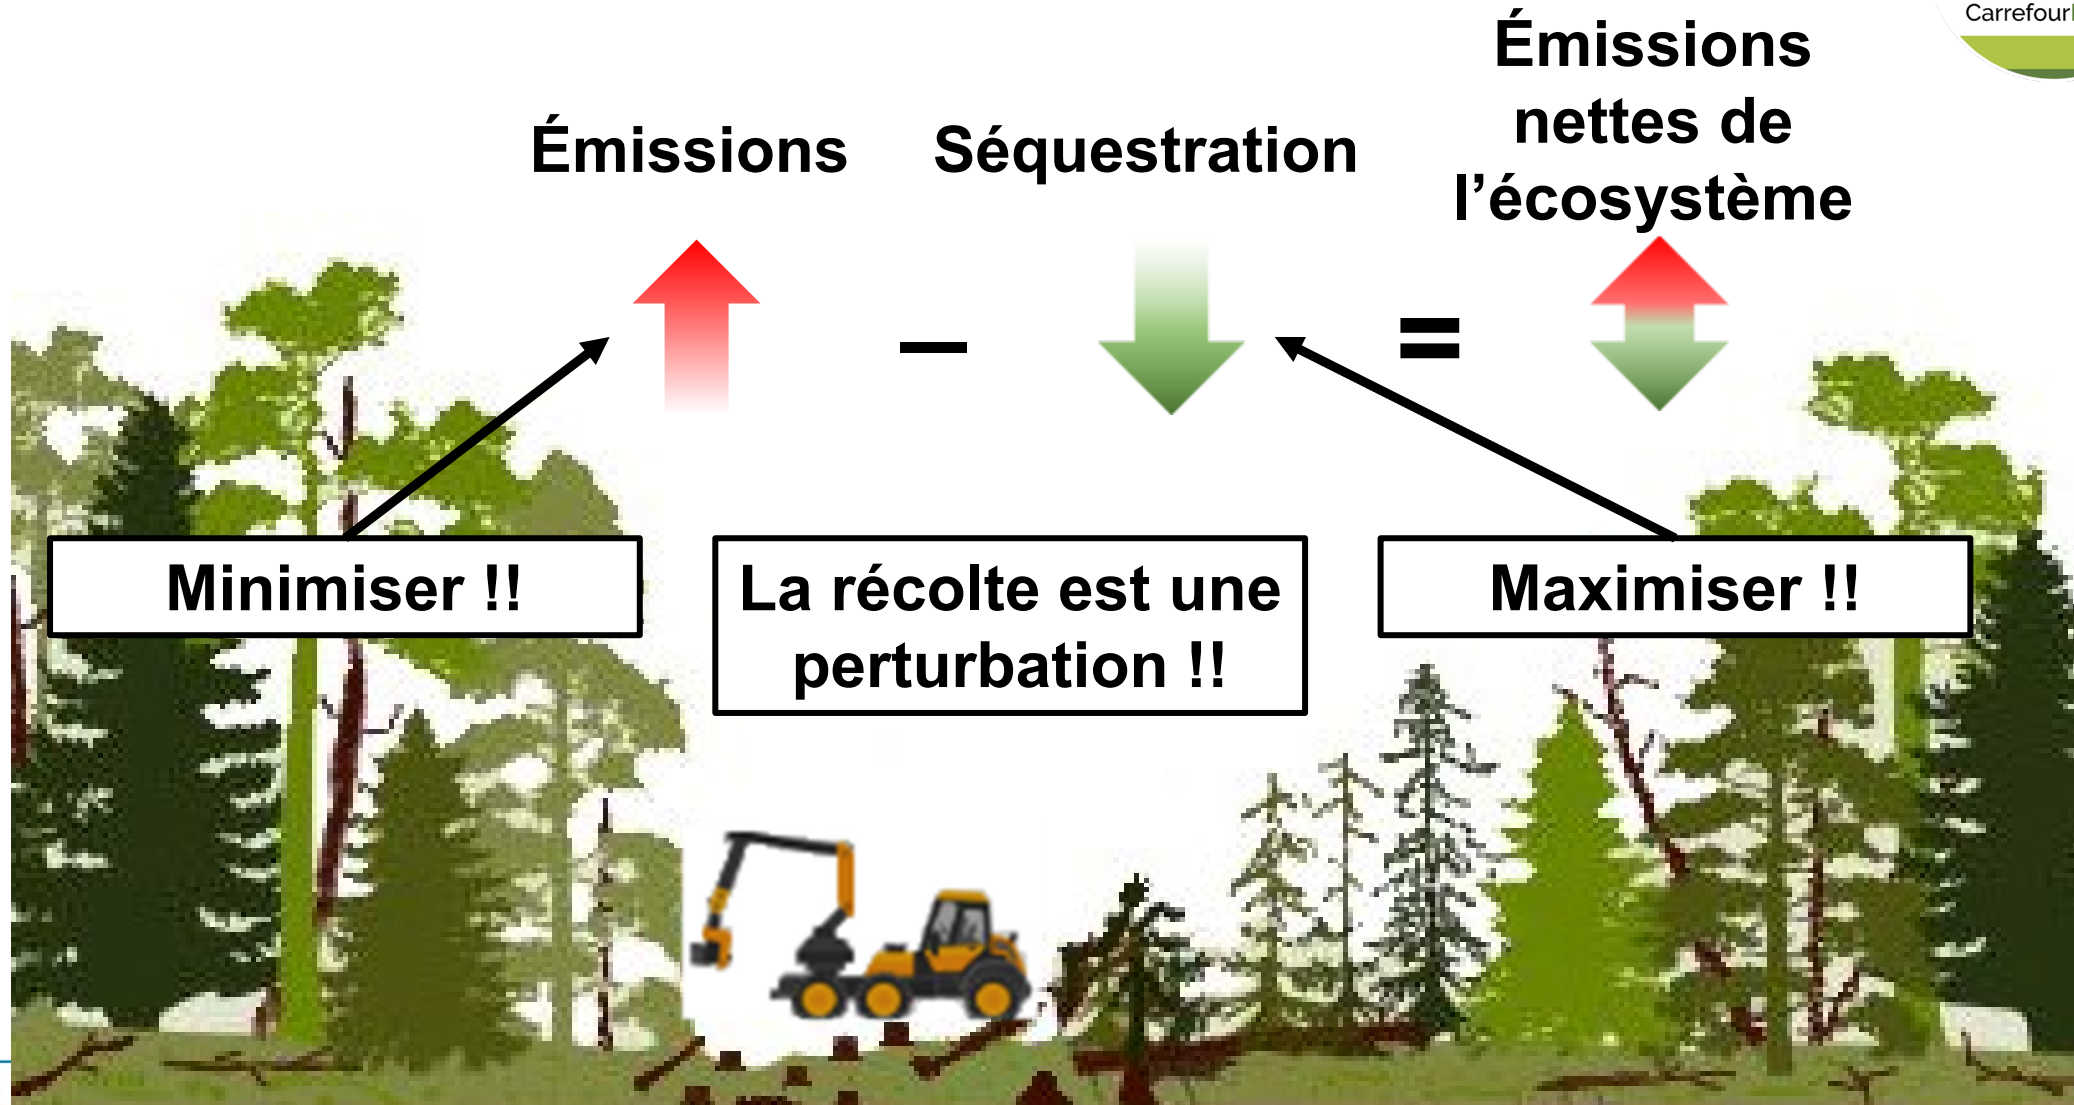 Carrefour
Émissions
nettes de
l’écosystème
Émissions
Séquestration
–
=
Minimiser !!
La récolte est une
perturbation !!
Maximiser !!